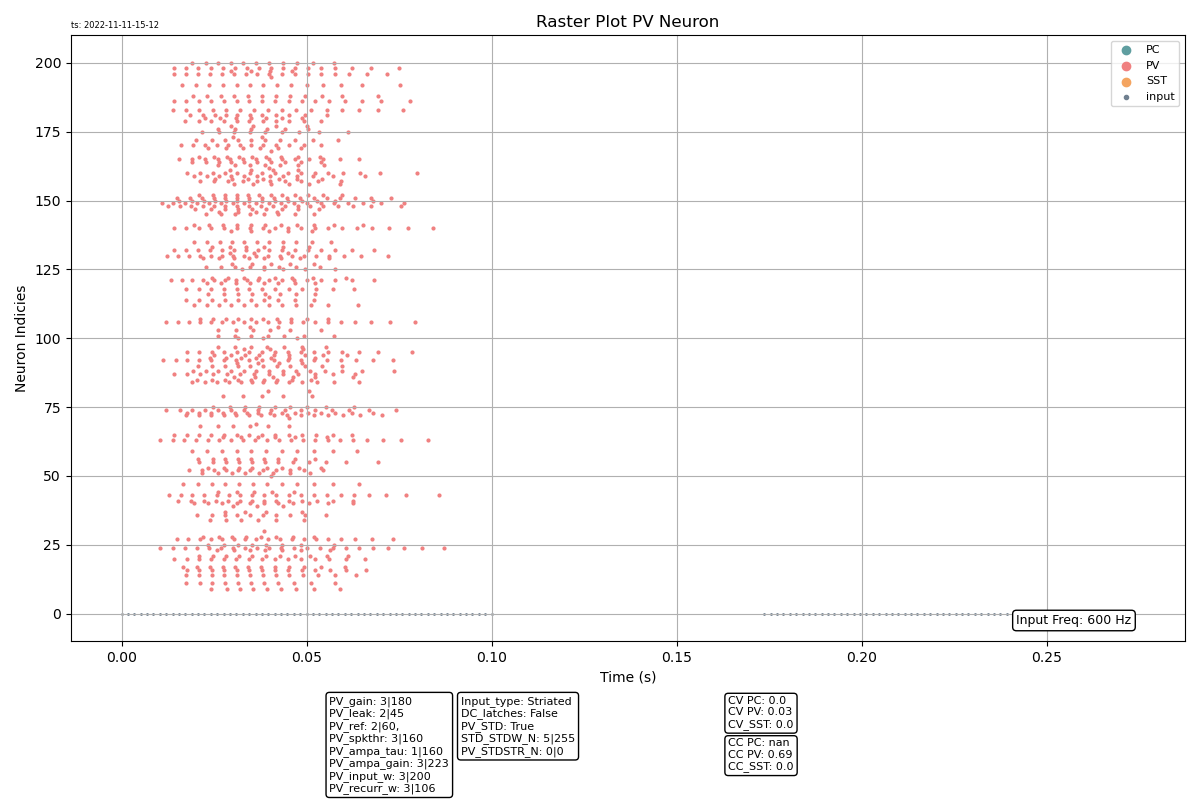 ts: 2022-11-11-15-12
Raster Plot PV Neuron
PC
PV
SST
input
Neuron Indicies
200
175
150
125
100
75
50
25
0
Input Freq: 600 Hz
0.00
0.05
0.10
0.15
0.20
0.25
Time (s)
PV_gain: 3|180
PV_leak: 2|45
PV_ref: 2|60,
PV_spkthr: 3|160
PV_ampa_tau: 1|160
PV_ampa_gain: 3|223
PV_input_w: 3|200
PV_recurr_w: 3|106
Input_type: Striated
DC_latches: False
PV_STD: True
STD_STDW_N: 5|255
PV_STDSTR_N: 0|0
CV PC: 0.0
CV PV: 0.03
CV_SST: 0.0
CC PC: nan
CC PV: 0.69
CC_SST: 0.0